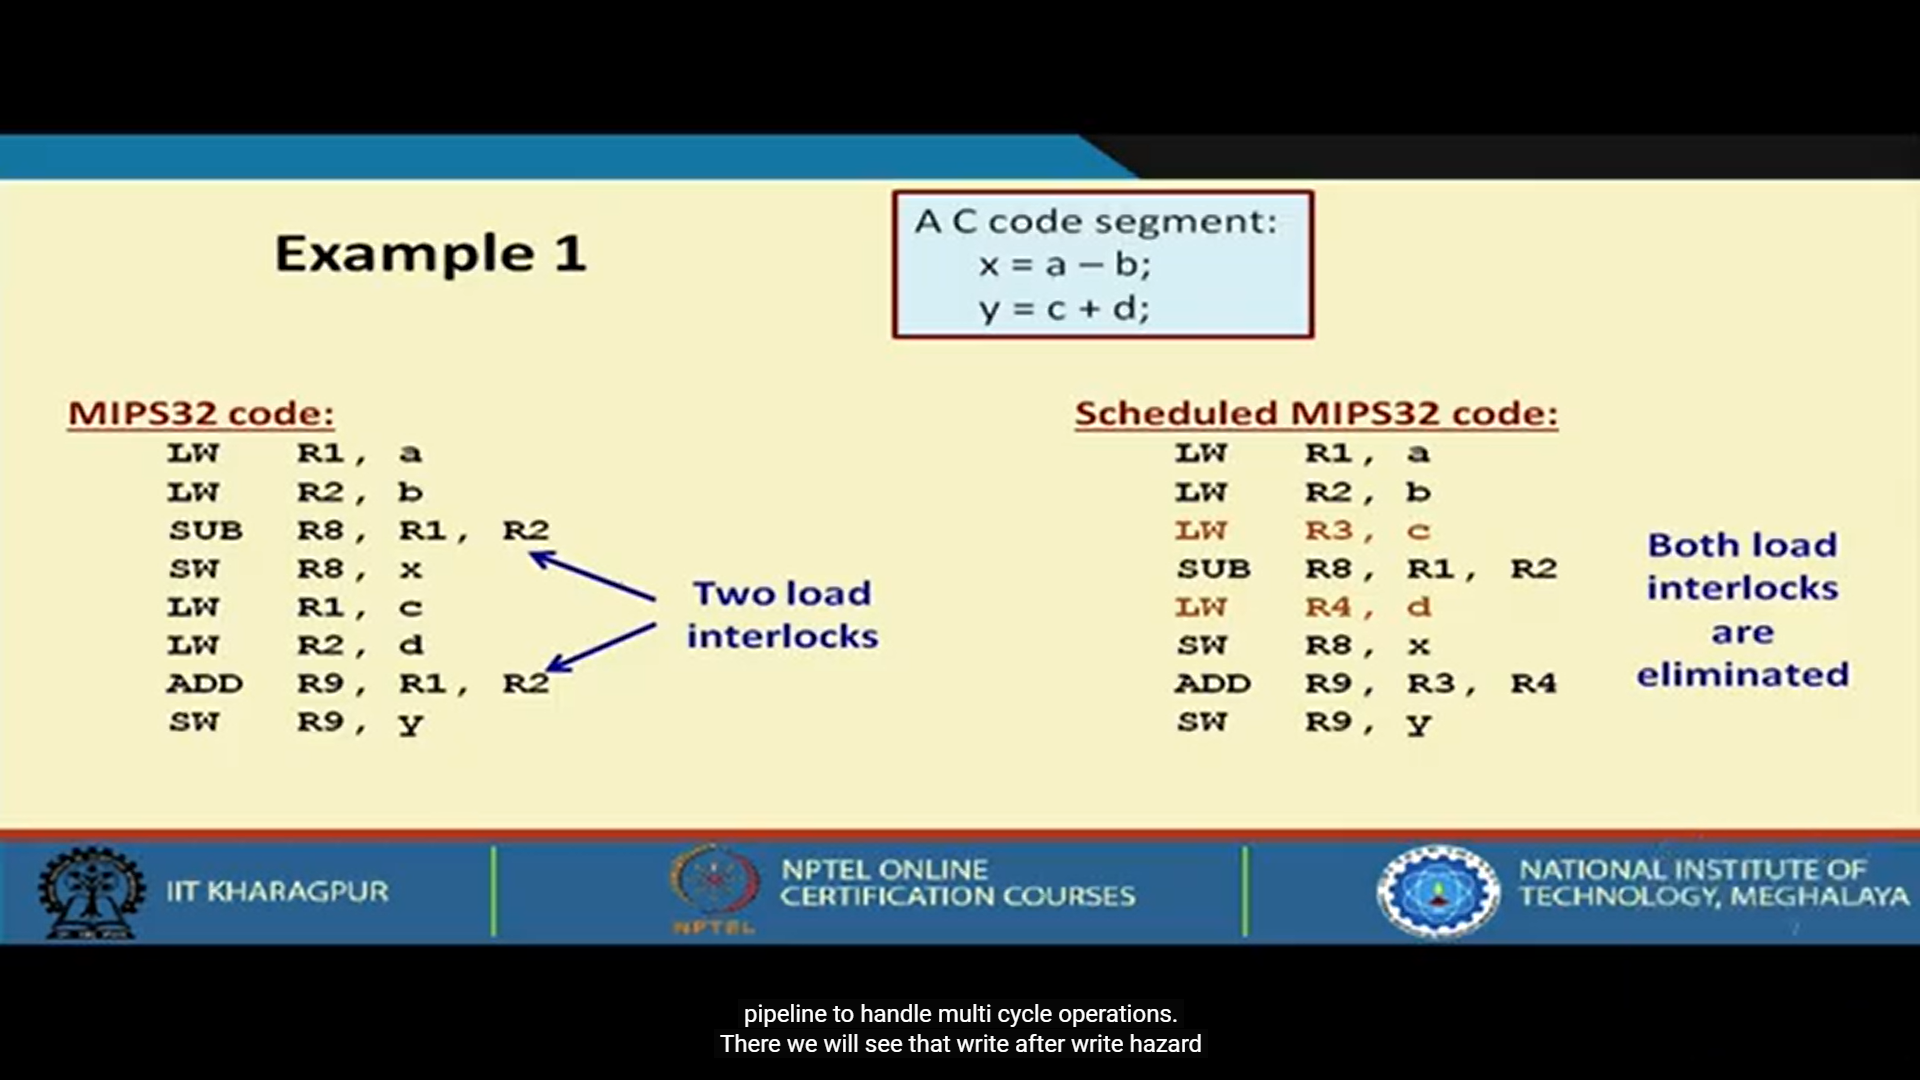 Example 1
A C code segment:
x = a – b;
y = c + d;
MIPS32 code:
LW R1, a
LW R2, b
SUB R8, R1, R2
SW R8, x
LW R1, c
LW R2, d
ADD R9, R1, R2
SW R9, y
Two load
interlocks
Scheduled MIPS32 code:
LW R1, a
LW R2, b
LW R3, c
SUB R8, R1, R2
LW R4, d
SW R8, x
ADD R9, R3, R4
SW R9, y
Both load
interlocks
are
eliminated
IIT KHARAGPUR
NPTEL
NPTEL ONLINE
CERTIFICATION COURSES
NATIONAL INSTITUTE OF
TECHNOLOGY, MEGHALAYA
pipeline to handle multi cycle operations.
There we will see that write after write hazard